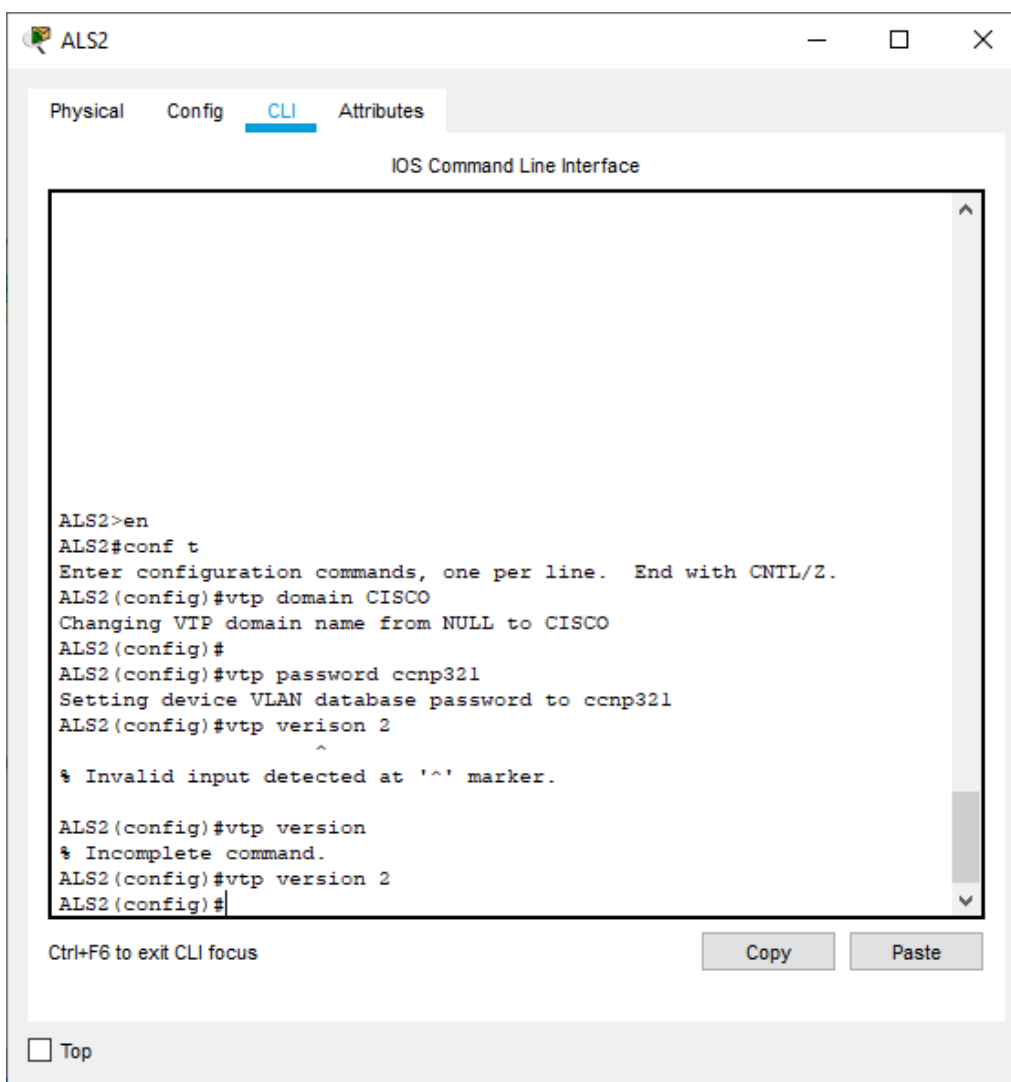 ALS2
Physical Config CLI Attributes
IOS Command Line Interface
ALS2>en
ALS2#conf t
Enter configuration commands, one per line.  End with CNTL/Z.
ALS2(config)#vtp domain CISCO
Changing VTP domain name from NULL to CISCO
ALS2(config)#
ALS2(config)#vtp password ccnp321
Setting device VLAN database password to ccnp321
ALS2(config)#vtp verison 2
^
% Invalid input detected at '^' marker.
ALS2(config)#vtp version
% Incomplete command.
ALS2(config)#vtp version 2
ALS2(config)#
Ctrl+F6 to exit CLI focus Copy Paste
Top